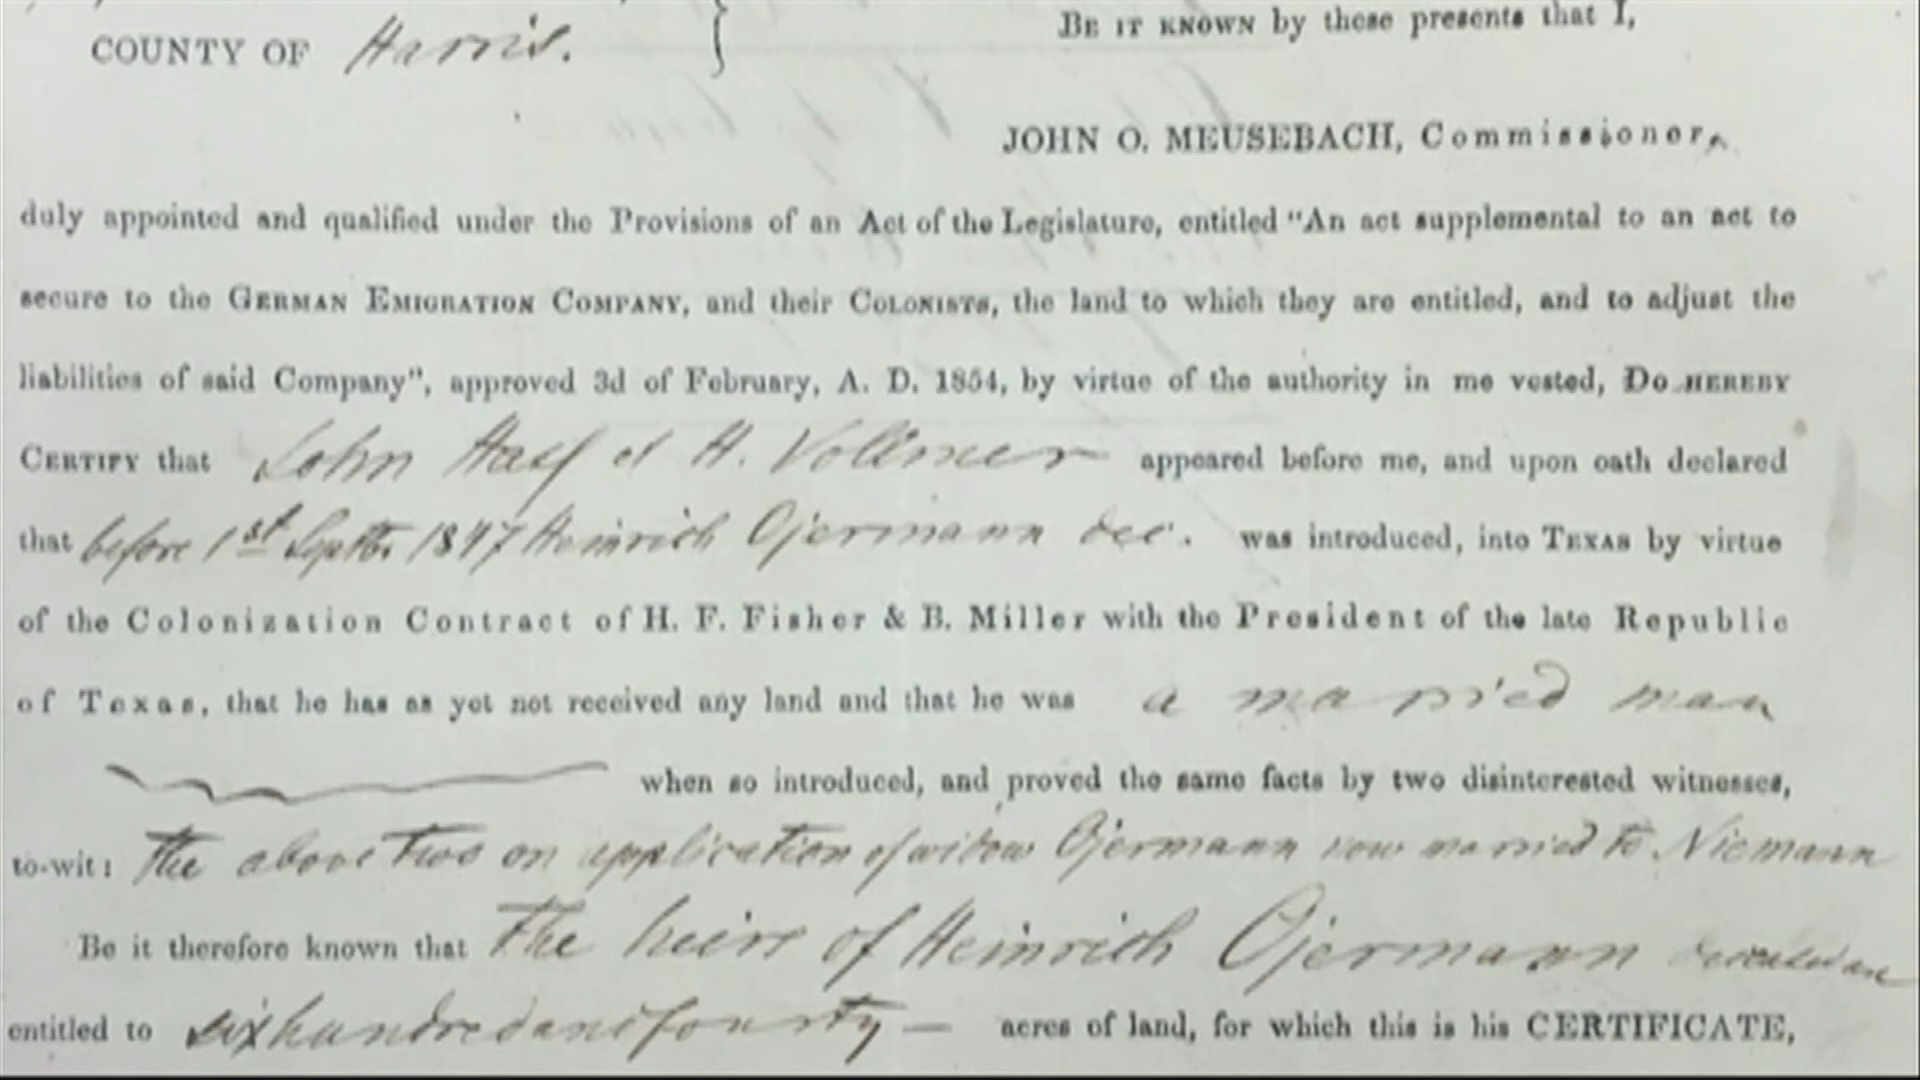 COUNTY OF Harris. } BE IT KNOWN by these presents that I,
JOHN O. MEUSEBACH, Commissioner,
duly appointed and qualified under the Provisions of an Act of the Legislature, entitled "An act supplemental to an act to
secure to the GERMAN EMIGRATION COMPANY, and their COLONISTS, the land to which they are entitled, and to adjust the
liabilities of said Company", approved 3d of February, A. D. 1854, by virtue of the authority in me vested, DO HEREBY
CERTIFY that John Half et H. Vollmer appeared before me, and upon oath declared
that before 1st Septbr 1847 Heinrich Ojermann dec. was introduced, into TEXAS by virtue
of the Colonization Contract of H. F. Fisher & B. Miller with the President of the late Republic
of Texas, that he has as yet not received any land and that he was a married man
when so introduced, and proved the same facts by two disinterested witnesses,
to-wit: the above two on application of widow Ojermann now married to Niemann
Be it therefore known that The heirs of Heinrich Ojermann deceased are
entitled to six hundred and fourty — acres of land, for which this is his CERTIFICATE,